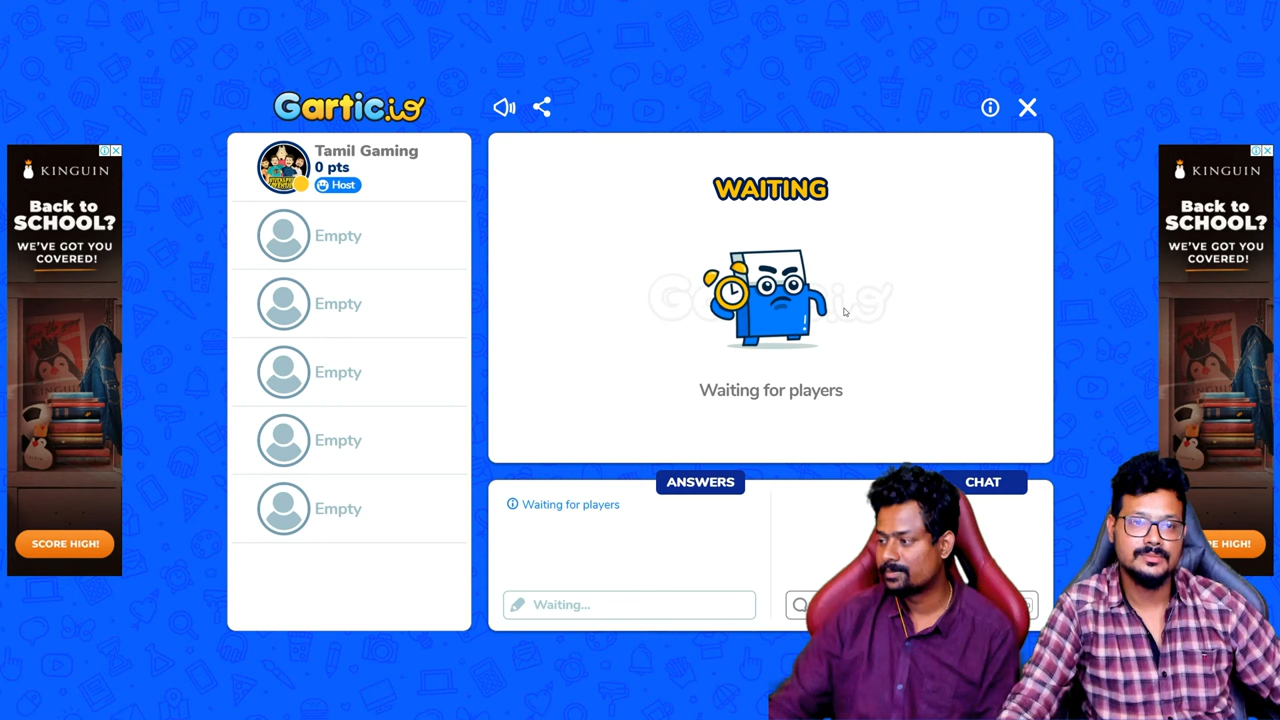 Gartic.io
Tamil Gaming
0 pts
Host
Empty
Empty
Empty
Empty
Empty
WAITING
Waiting for players
ANSWERS
CHAT
Waiting for players
Waiting...
KINGUIN
Back to
SCHOOL?
WE'VE GOT YOU
COVERED!
SCORE HIGH!
KINGUIN
Back to
SCHOOL?
WE'VE GOT YOU
COVERED!
RE HIGH!